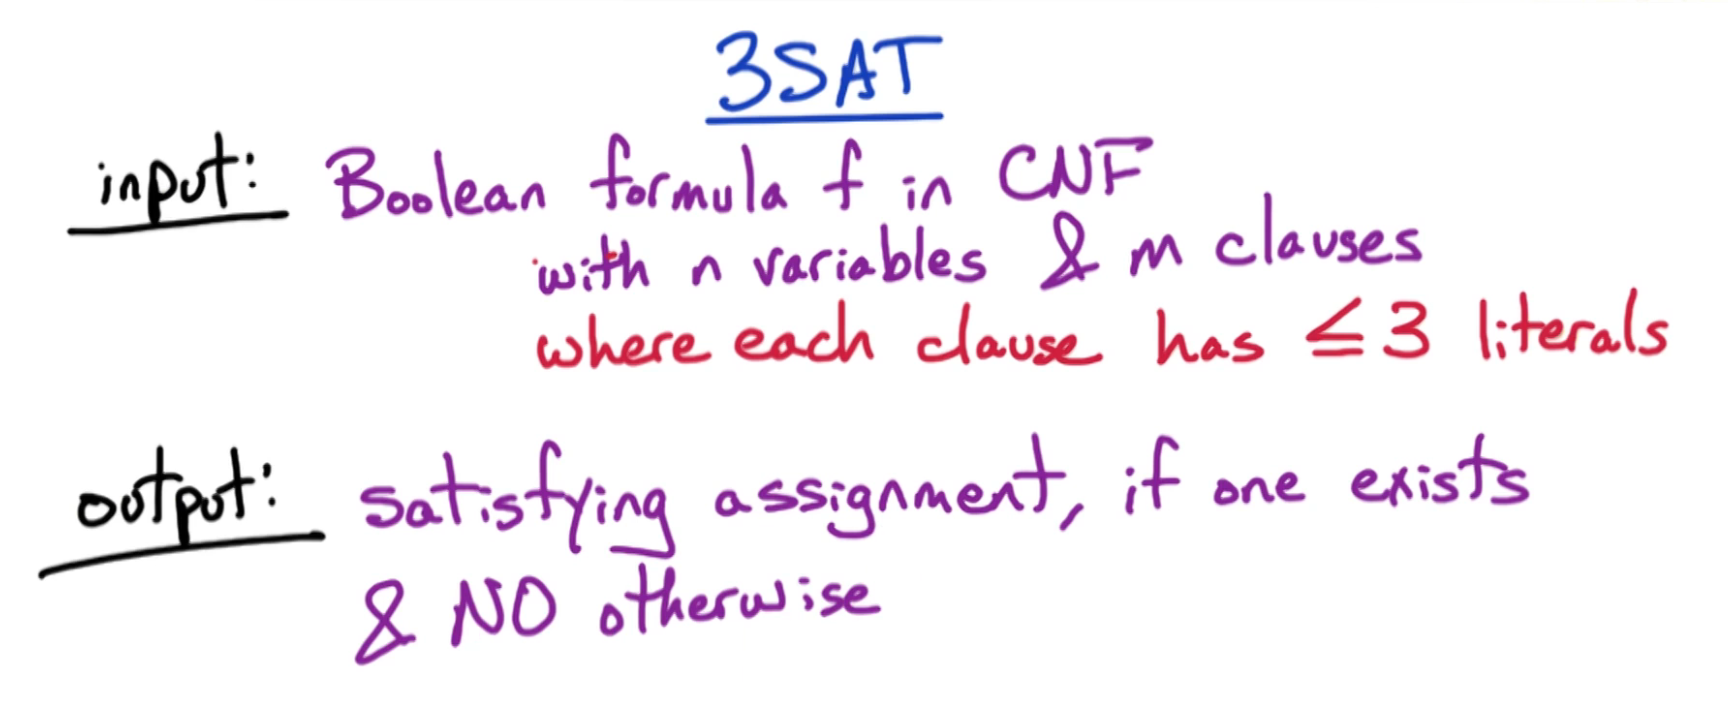 3SAT
input: Boolean formula f in CNF
with n variables & m clauses
where each clause has ≤ 3 literals
output: satisfying assignment, if one exists
& NO otherwise